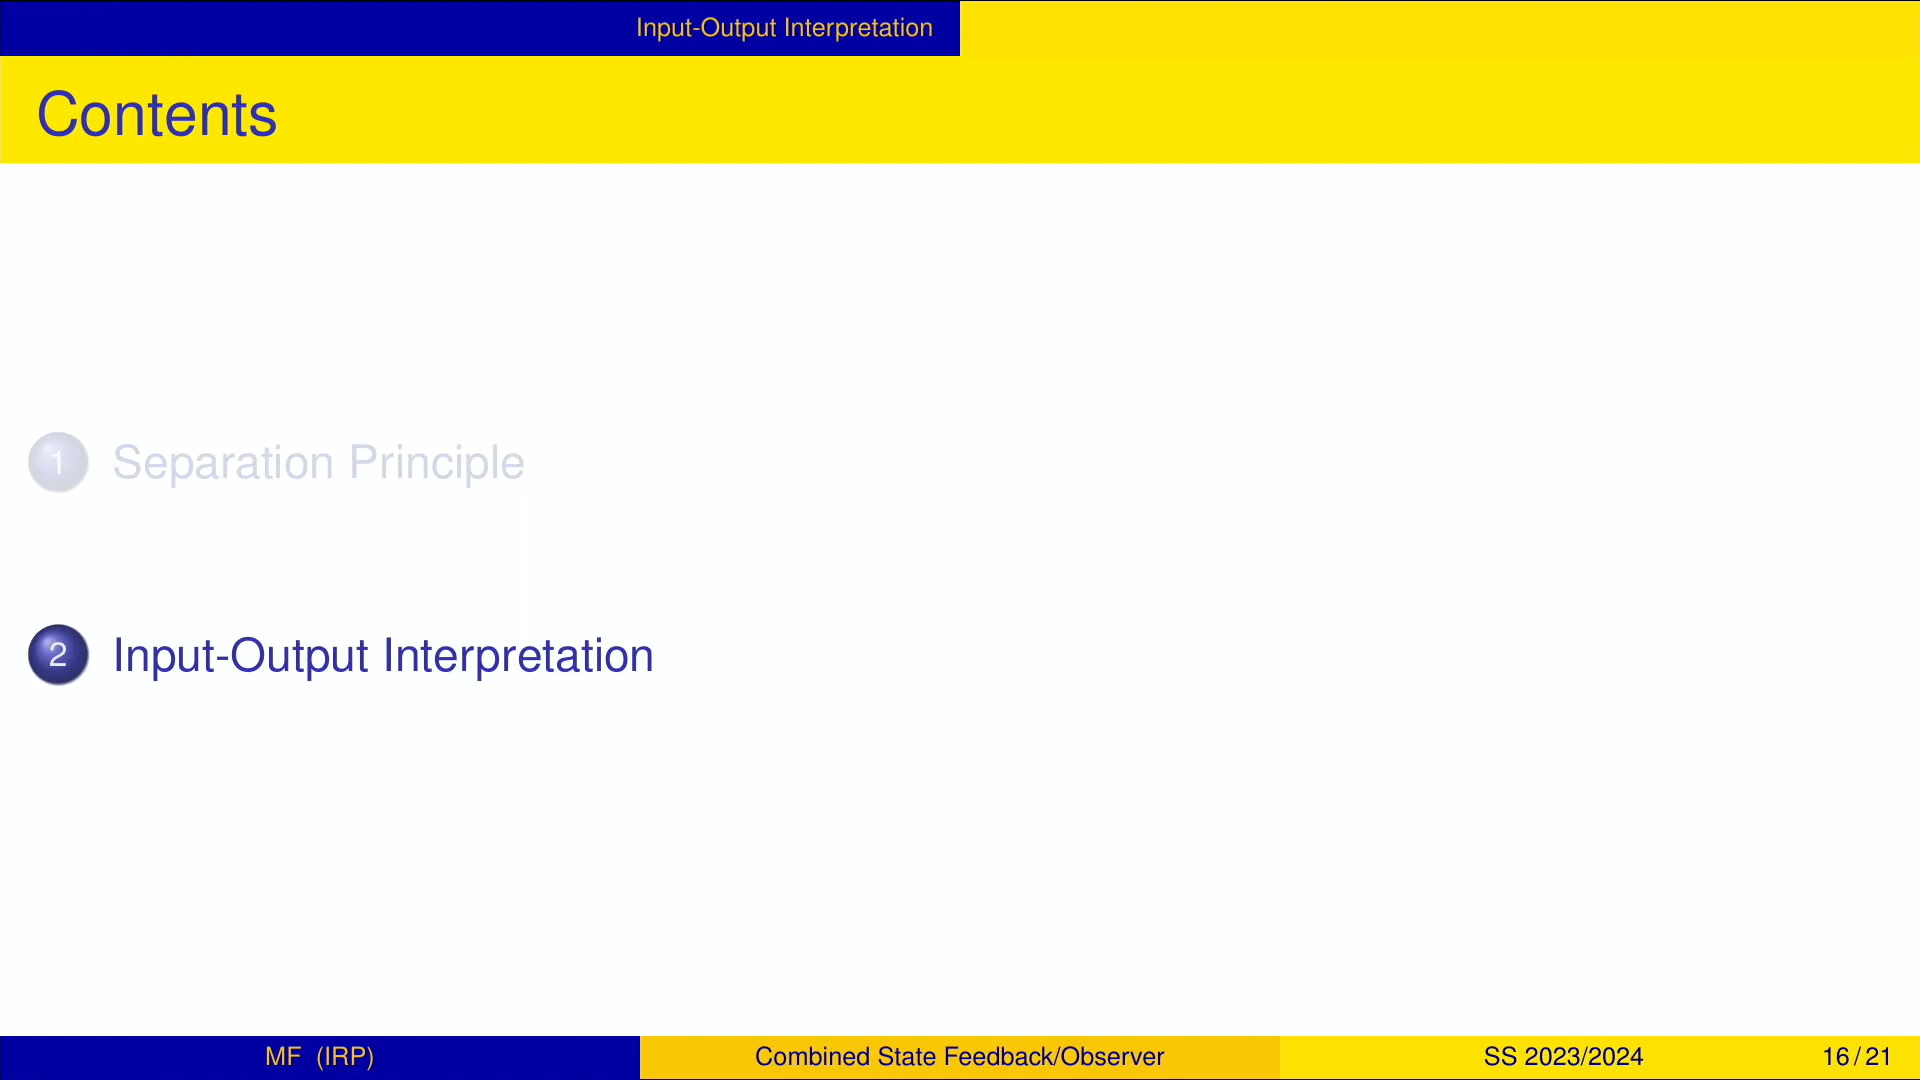 Input-Output Interpretation
Contents
1 Separation Principle
2 Input-Output Interpretation
MF (IRP) Combined State Feedback/Observer SS 2023/2024 16 / 21